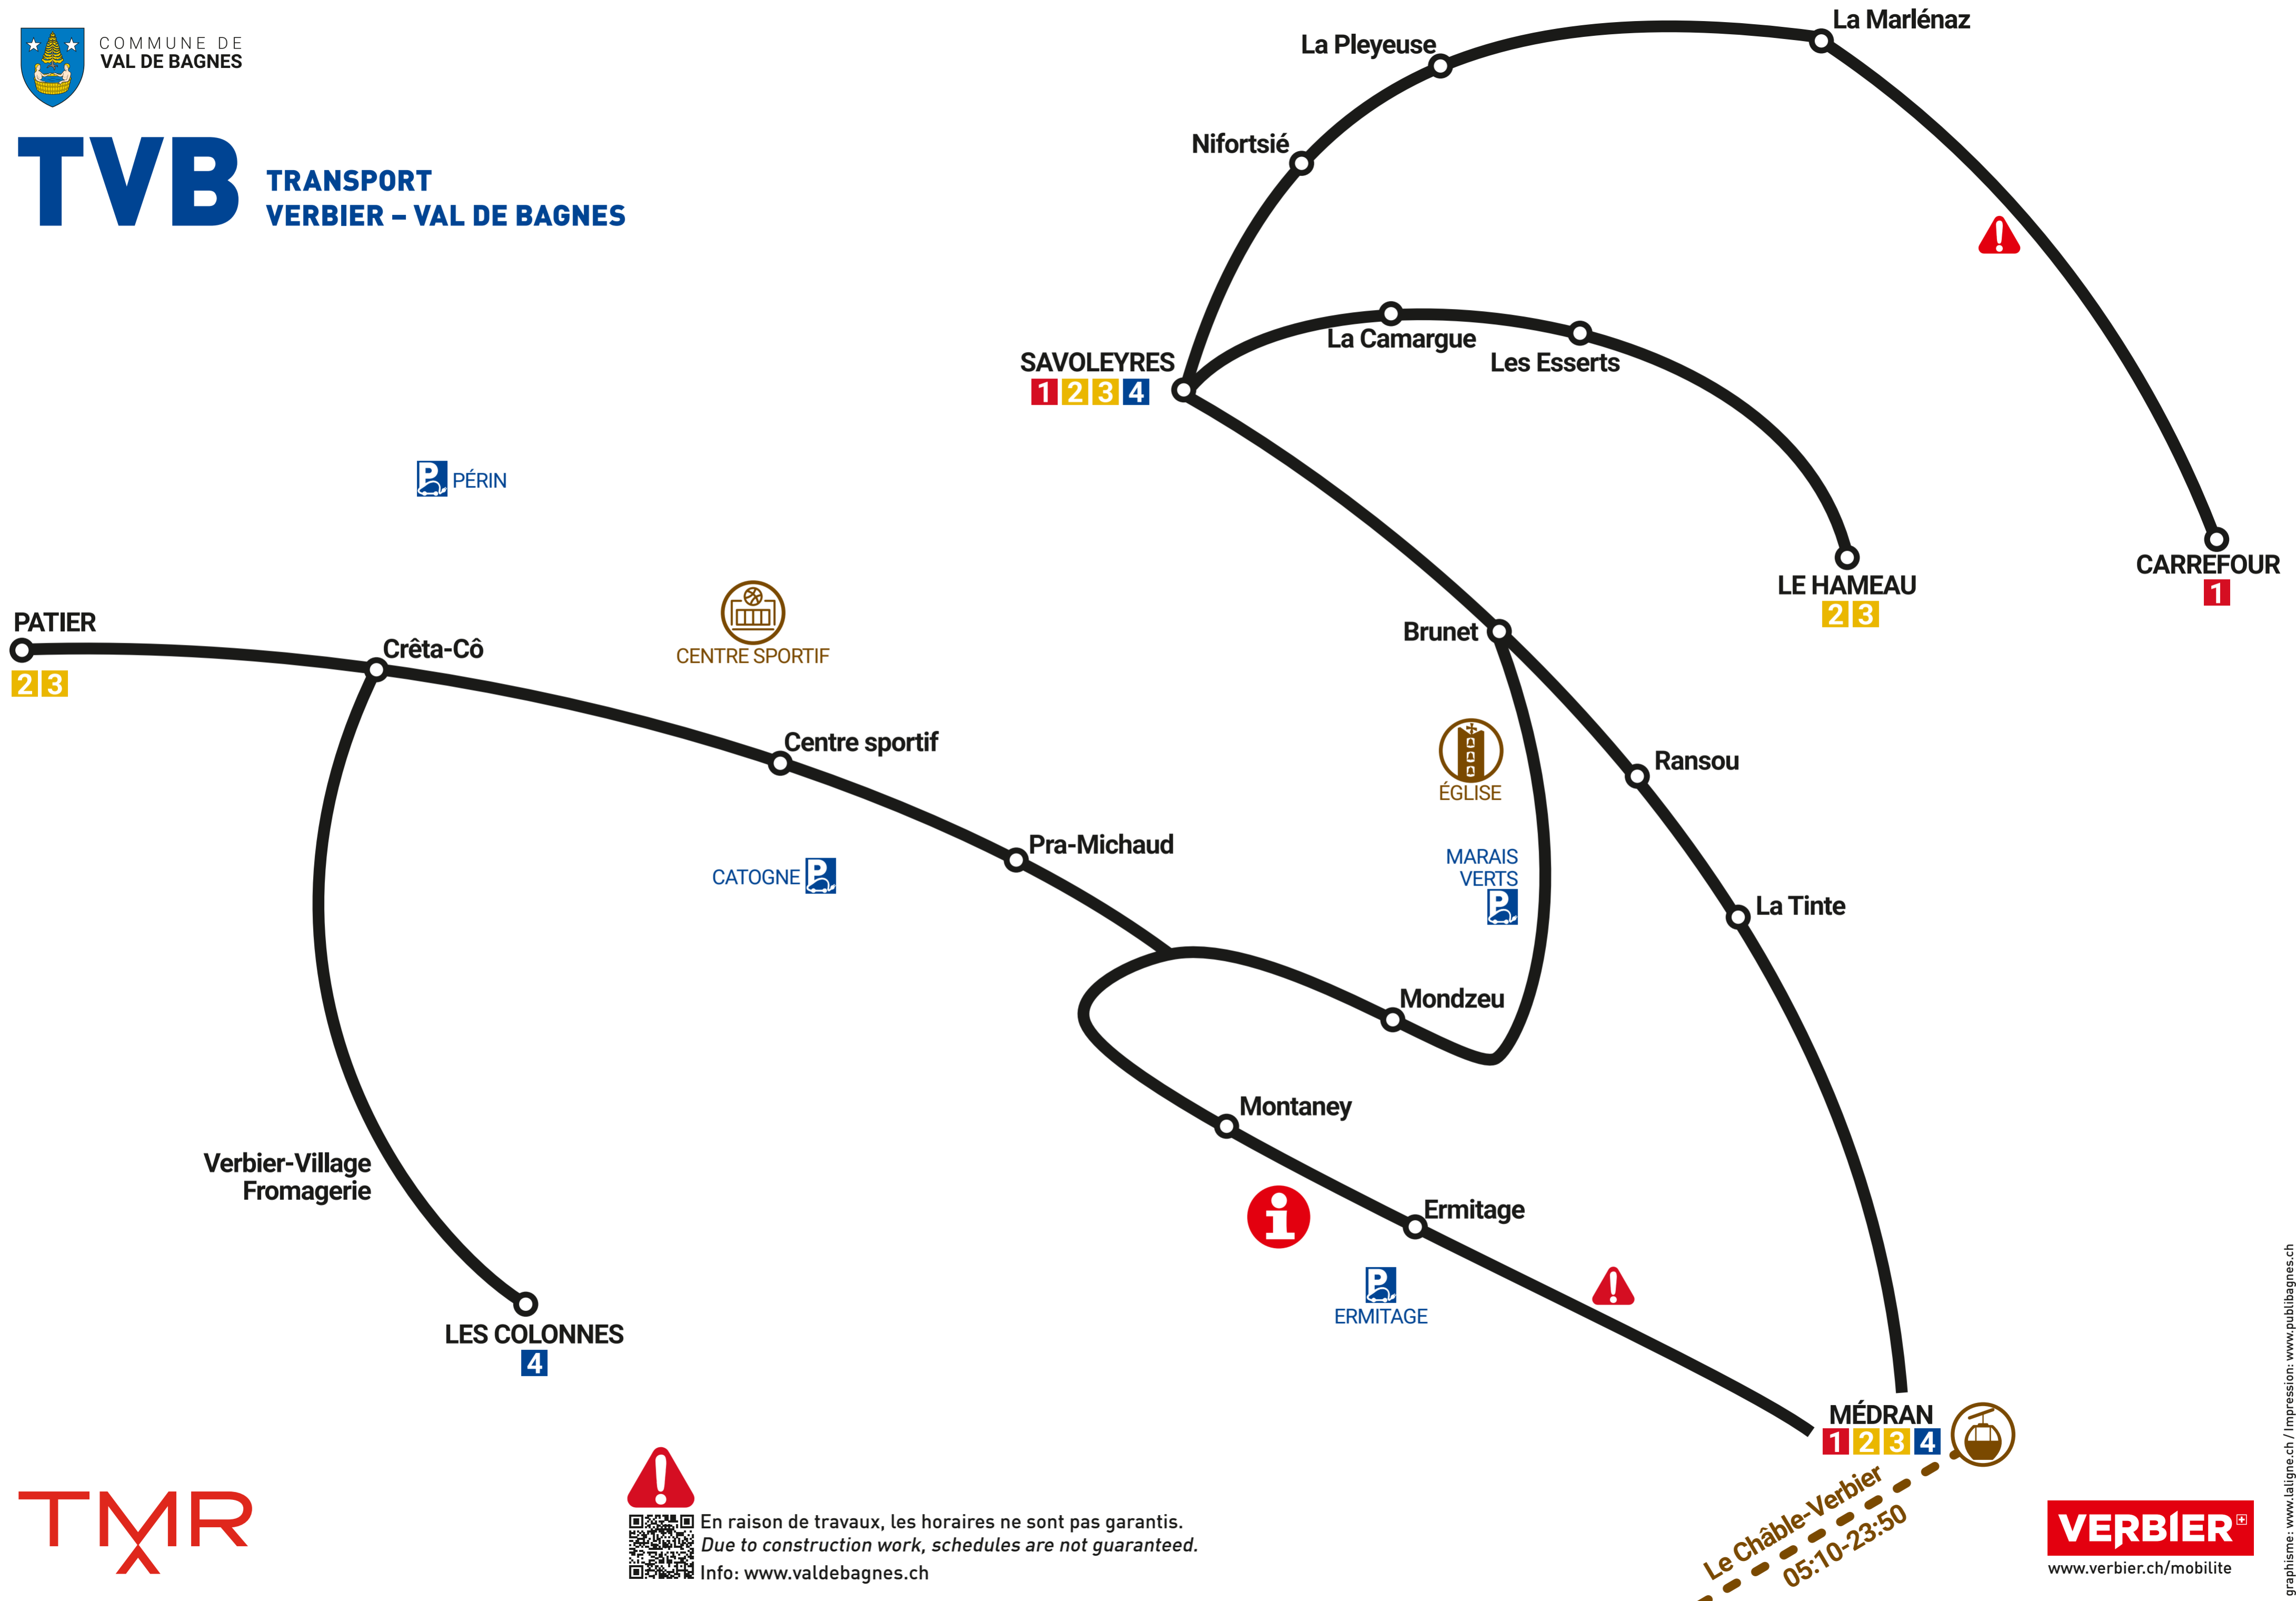 COMMUNE DE
VAL DE BAGNES
TVB
TRANSPORT
VERBIER – VAL DE BAGNES
La Marlénaz
La Pleyeuse
Nifortsié
La Camargue
Les Esserts
SAVOLEYRES
1 2 3 4
P PÉRIN
CARREFOUR
1
LE HAMEAU
2 3
PATIER
2 3
Crêta-Cô
CENTRE SPORTIF
Brunet
Centre sportif
Ransou
ÉGLISE
Pra-Michaud
CATOGNE P
MARAIS
VERTS
P
La Tinte
Mondzeu
Montaney
Verbier-Village
Fromagerie
Ermitage
P
ERMITAGE
LES COLONNES
4
MÉDRAN
1 2 3 4
Le Châble-Verbier
05:10-23:50
TMR
En raison de travaux, les horaires ne sont pas garantis.
Due to construction work, schedules are not guaranteed.
Info: www.valdebagnes.ch
VERBIER
www.verbier.ch/mobilite
graphisme: www.laligne.ch / Impression: www.publibagnes.ch